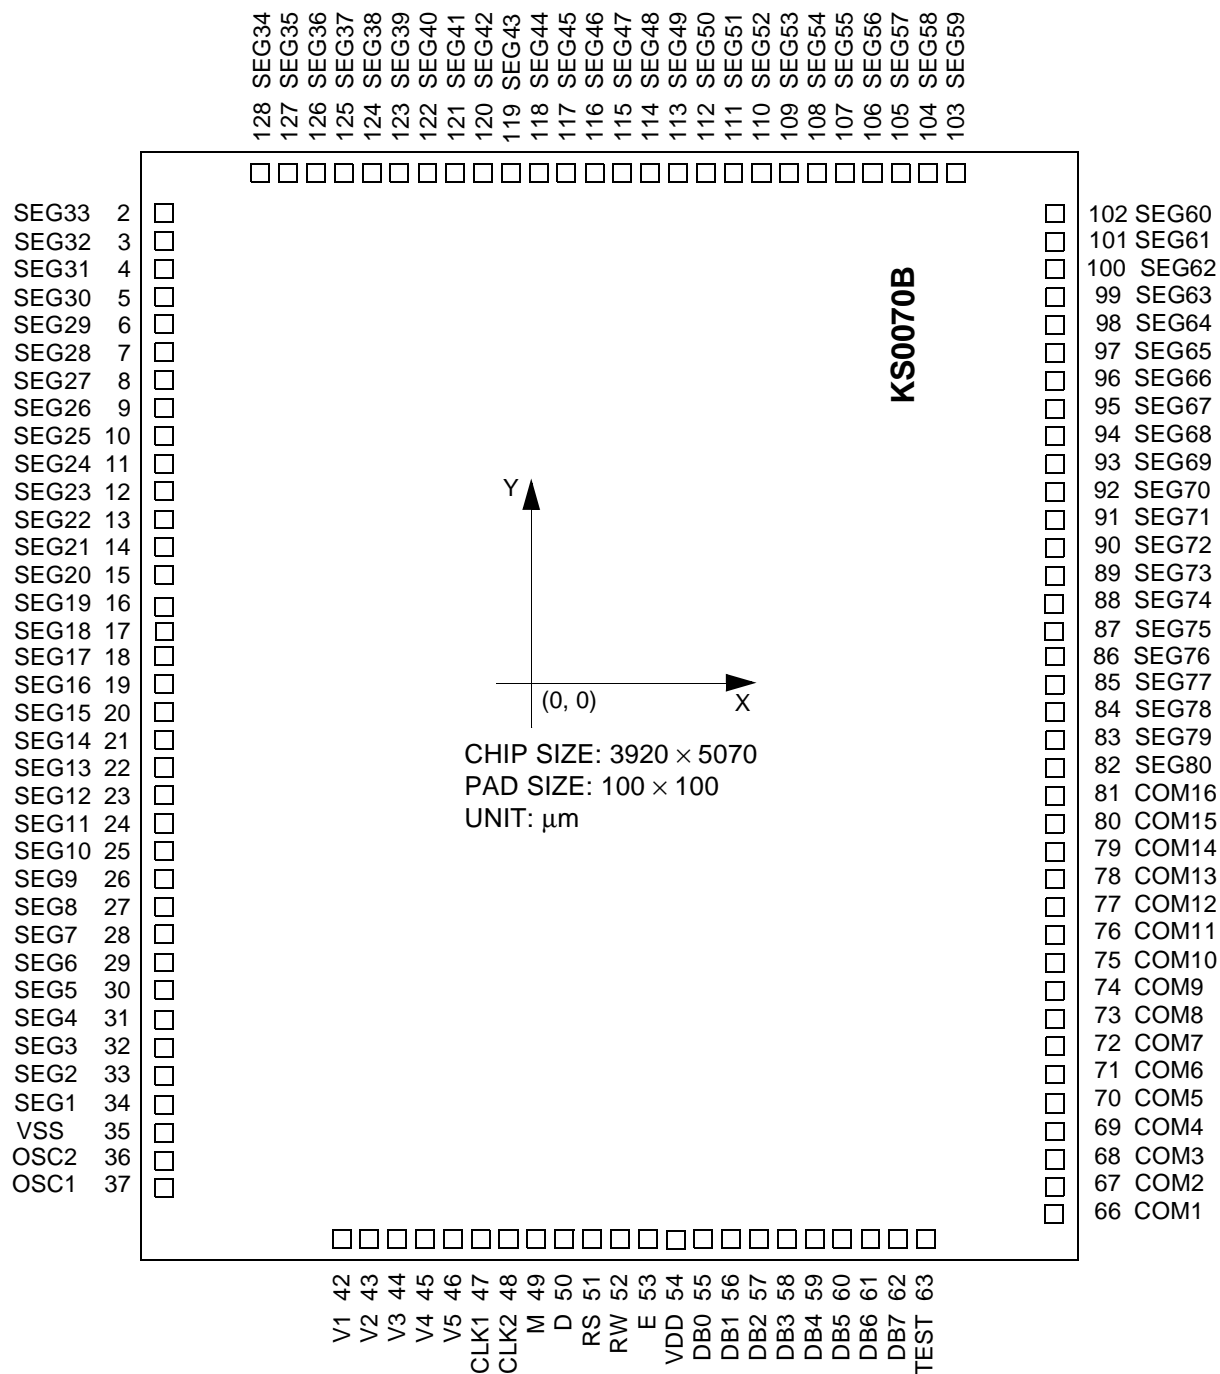 128 SEG34
127 SEG35
126 SEG36
125 SEG37
124 SEG38
123 SEG39
122 SEG40
121 SEG41
120 SEG42
119 SEG43
118 SEG44
117 SEG45
116 SEG46
115 SEG47
114 SEG48
113 SEG49
112 SEG50
111 SEG51
110 SEG52
109 SEG53
108 SEG54
107 SEG55
106 SEG56
105 SEG57
104 SEG58
103 SEG59
SEG33 2
SEG32 3
SEG31 4
SEG30 5
SEG29 6
SEG28 7
SEG27 8
SEG26 9
SEG25 10
SEG24 11
SEG23 12
SEG22 13
SEG21 14
SEG20 15
SEG19 16
SEG18 17
SEG17 18
SEG16 19
SEG15 20
SEG14 21
SEG13 22
SEG12 23
SEG11 24
SEG10 25
SEG9 26
SEG8 27
SEG7 28
SEG6 29
SEG5 30
SEG4 31
SEG3 32
SEG2 33
SEG1 34
VSS 35
OSC2 36
OSC1 37
KS0070B
Y
(0, 0)
X
CHIP SIZE: 3920 × 5070
PAD SIZE: 100 × 100
UNIT: μm
102 SEG60
101 SEG61
100 SEG62
99 SEG63
98 SEG64
97 SEG65
96 SEG66
95 SEG67
94 SEG68
93 SEG69
92 SEG70
91 SEG71
90 SEG72
89 SEG73
88 SEG74
87 SEG75
86 SEG76
85 SEG77
84 SEG78
83 SEG79
82 SEG80
81 COM16
80 COM15
79 COM14
78 COM13
77 COM12
76 COM11
75 COM10
74 COM9
73 COM8
72 COM7
71 COM6
70 COM5
69 COM4
68 COM3
67 COM2
66 COM1
V1 42
V2 43
V3 44
V4 45
V5 46
CLK1 47
CLK2 48
M 49
D 50
RS 51
RW 52
E 53
VDD 54
DB0 55
DB1 56
DB2 57
DB3 58
DB4 59
DB5 60
DB6 61
DB7 62
TEST 63